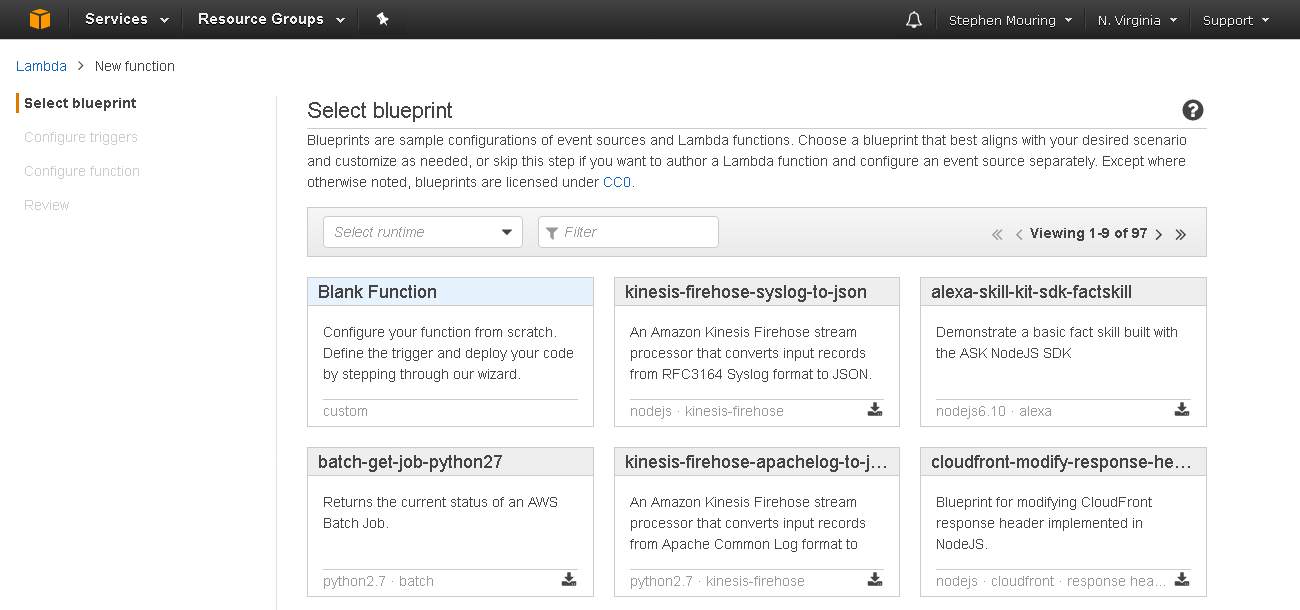 Services Resource Groups Stephen Mouring N. Virginia Support
Lambda New function
Select blueprint
Configure triggers
Configure function
Review
Select blueprint
Blueprints are sample configurations of event sources and Lambda functions. Choose a blueprint that best aligns with your desired scenario
and customize as needed, or skip this step if you want to author a Lambda function and configure an event source separately. Except where
otherwise noted, blueprints are licensed under CC0.
Select runtime Filter Viewing 1-9 of 97
Blank Function
Configure your function from scratch.
Define the trigger and deploy your code
by stepping through our wizard.
custom
kinesis-firehose-syslog-to-json
An Amazon Kinesis Firehose stream
processor that converts input records
from RFC3164 Syslog format to JSON.
nodejs · kinesis-firehose
alexa-skill-kit-sdk-factskill
Demonstrate a basic fact skill built with
the ASK NodeJS SDK
nodejs6.10 · alexa
batch-get-job-python27
Returns the current status of an AWS
Batch Job.
python2.7 · batch
kinesis-firehose-apachelog-to-j...
An Amazon Kinesis Firehose stream
processor that converts input records
from Apache Common Log format to
python2.7 · kinesis-firehose
cloudfront-modify-response-he...
Blueprint for modifying CloudFront
response header implemented in
NodeJS.
nodejs · cloudfront · response hea...